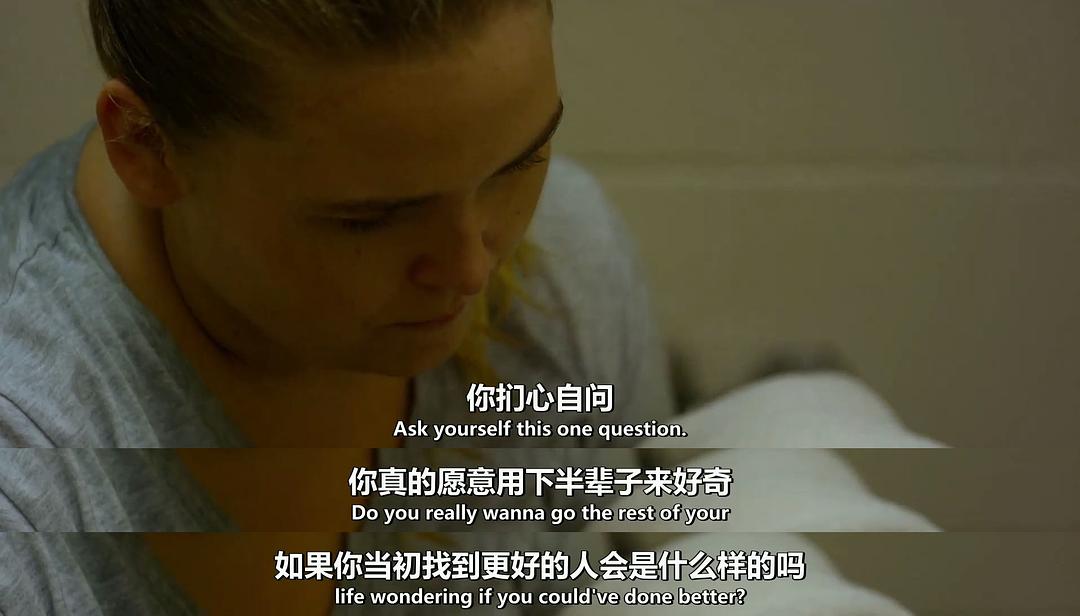 你扪心自问
Ask yourself this one question.
你真的愿意用下半辈子来好奇
Do you really wanna go the rest of your
如果你当初找到更好的人会是什么样的吗
life wondering if you could've done better?